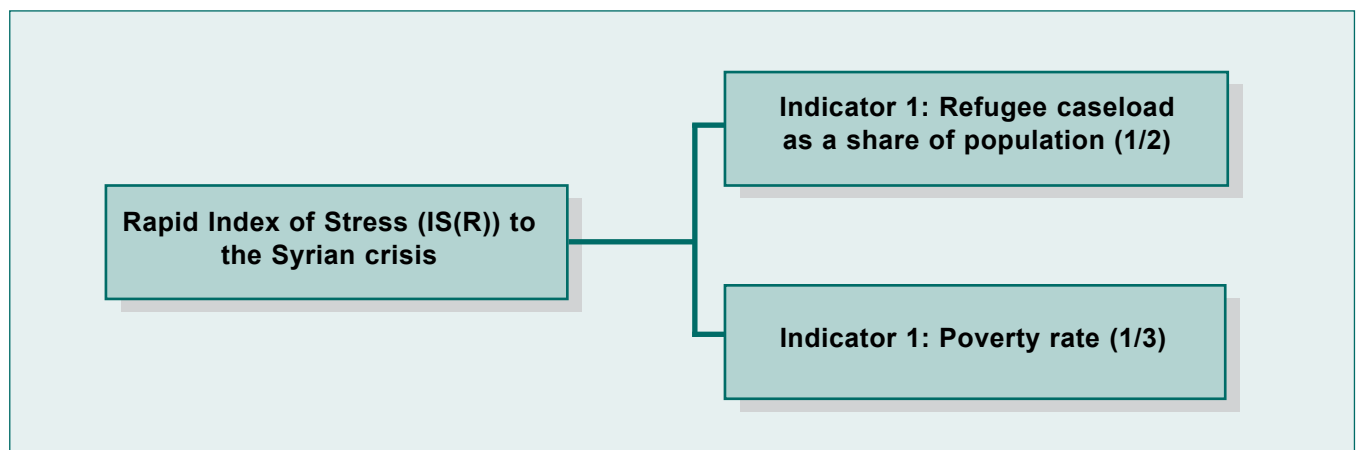 Indicator 1: Refugee caseload
as a share of population (1/2)
Rapid Index of Stress (IS(R)) to
the Syrian crisis
Indicator 1: Poverty rate (1/3)